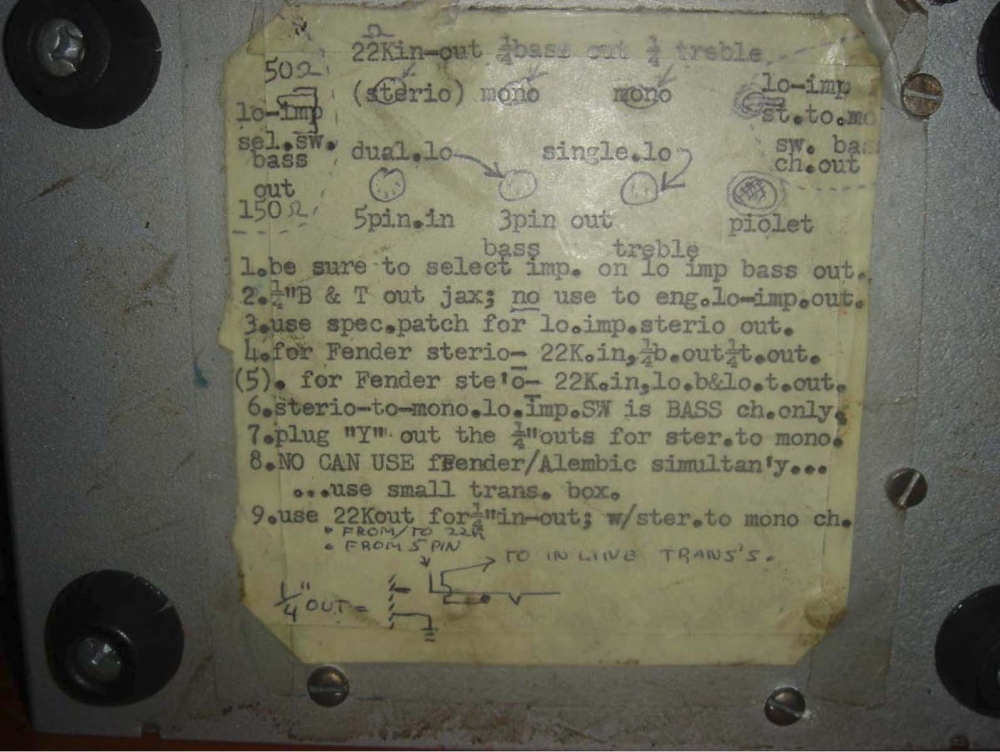 Ω
22Kin-out ¼bass out ¼ treble
50Ω (sterio) mono mono lo-imp
lo-imp st.to.mo
sel.sw. dual.lo single.lo sw. ba
bass ch.out
out
150Ω 5pin.in 3pin out piolet
bass treble
1.be sure to select imp. on lo imp bass out.
2.¼"B & T out jax; no use to eng.lo-imp.out.
3.use spec.patch for lo.imp.sterio out.
4.for Fender sterio- 22K.in,¼b.out¼t.out.
(5). for Fender ste'o- 22K.in,lo.b&lo.t.out.
6.sterio-to-mono.lo.imp.SW is BASS ch.only.
7.plug "Y" out the ¼"outs for ster.to mono.
8.NO CAN USE fFender/Alembic simultan'y...
...use small trans. box.
9.use 22Kout for¼"in-out; w/ster.to mono ch.
• FROM/TO 22K
• FROM 5 PIN
TO IN LINE TRANS'S.
1/4" OUT =